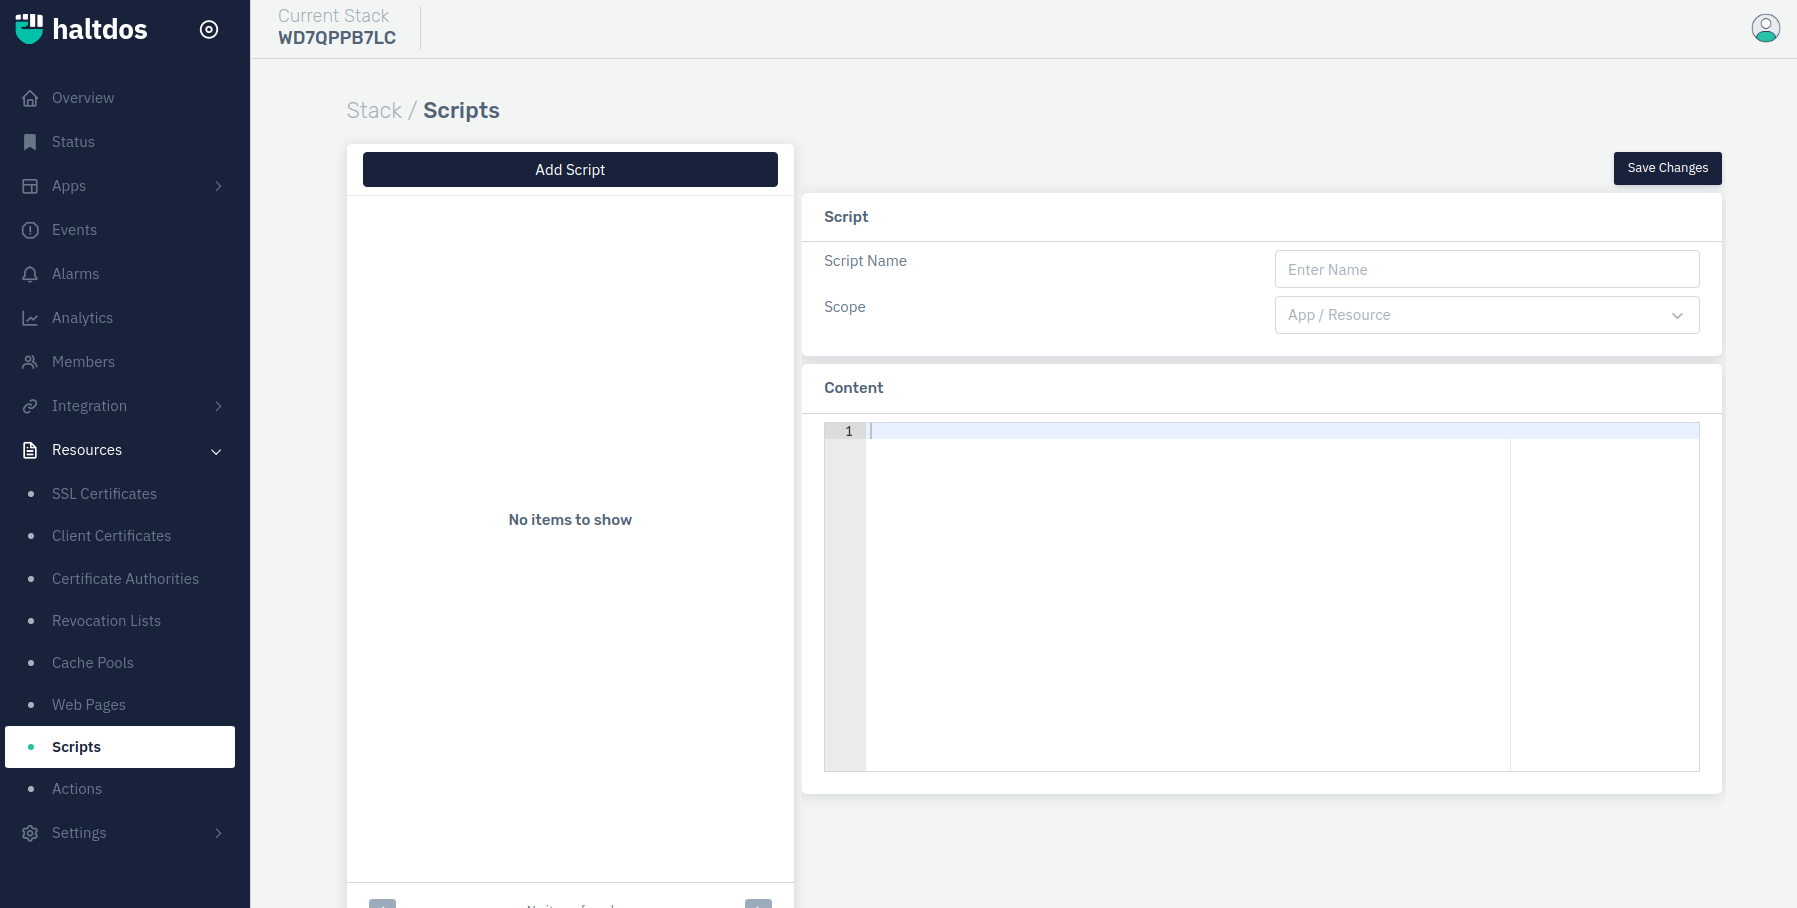 haltdos
Overview
Status
Apps
Events
Alarms
Analytics
Members
Integration
Resources
SSL Certificates
Client Certificates
Certificate Authorities
Revocation Lists
Cache Pools
Web Pages
Scripts
Actions
Settings
Current Stack
WD7QPPB7LC
Stack / Scripts
Add Script
No items to show
Save Changes
Script
Script Name
Enter Name
Scope
App / Resource
Content
1